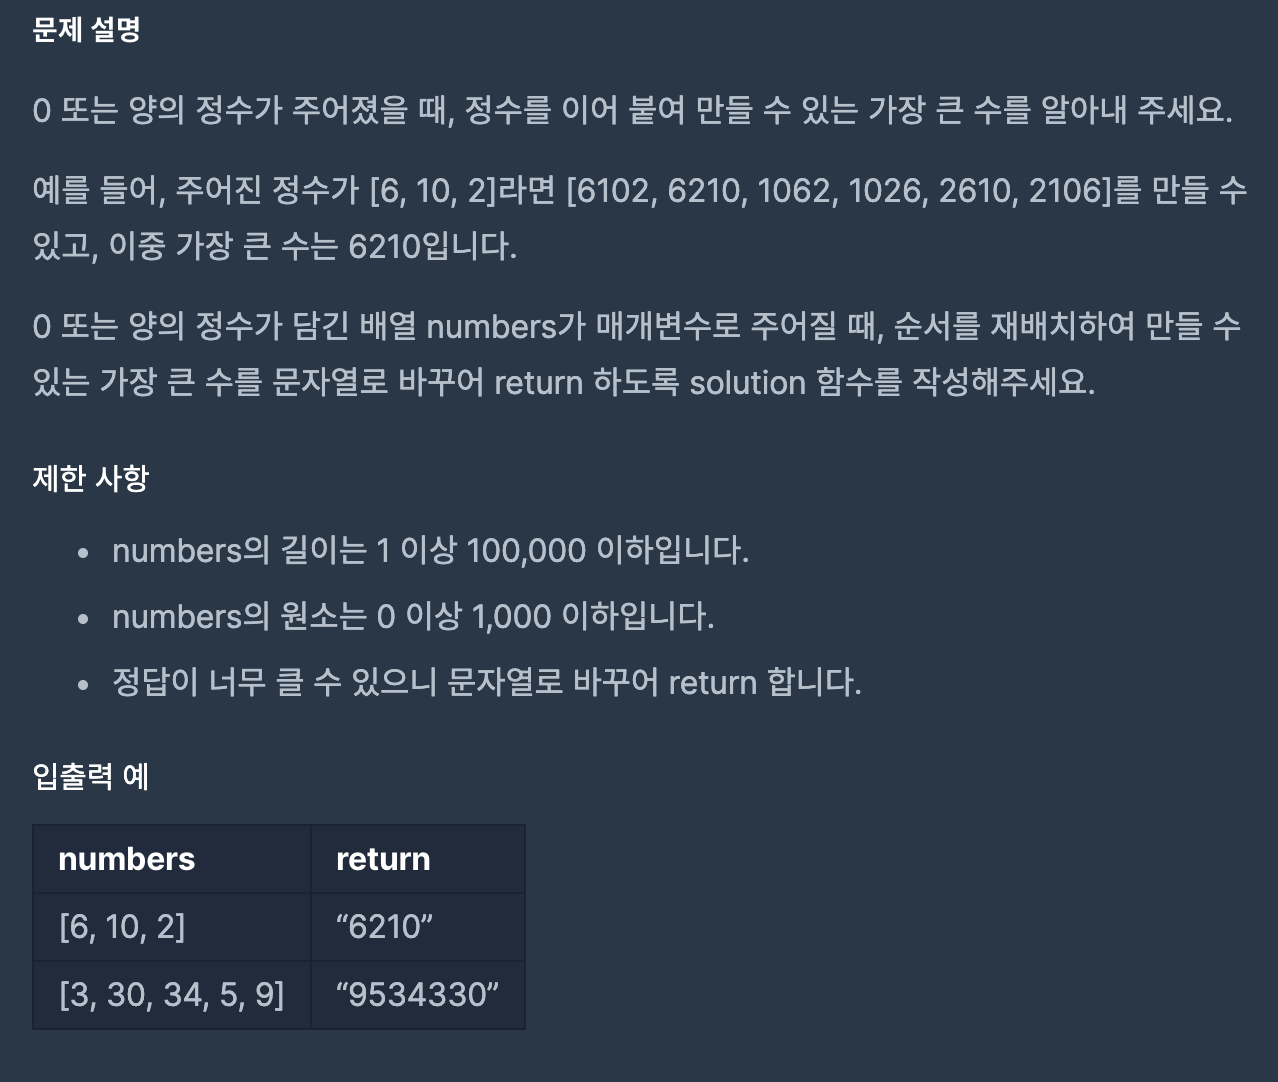 문제 설명
0 또는 양의 정수가 주어졌을 때, 정수를 이어 붙여 만들 수 있는 가장 큰 수를 알아내 주세요.
예를 들어, 주어진 정수가 [6, 10, 2]라면 [6102, 6210, 1062, 1026, 2610, 2106]를 만들 수
있고, 이중 가장 큰 수는 6210입니다.
0 또는 양의 정수가 담긴 배열 numbers가 매개변수로 주어질 때, 순서를 재배치하여 만들 수
있는 가장 큰 수를 문자열로 바꾸어 return 하도록 solution 함수를 작성해주세요.
제한 사항
• numbers의 길이는 1 이상 100,000 이하입니다.
• numbers의 원소는 0 이상 1,000 이하입니다.
• 정답이 너무 클 수 있으니 문자열로 바꾸어 return 합니다.
입출력 예
numbers return
[6, 10, 2] “6210”
[3, 30, 34, 5, 9] “9534330”